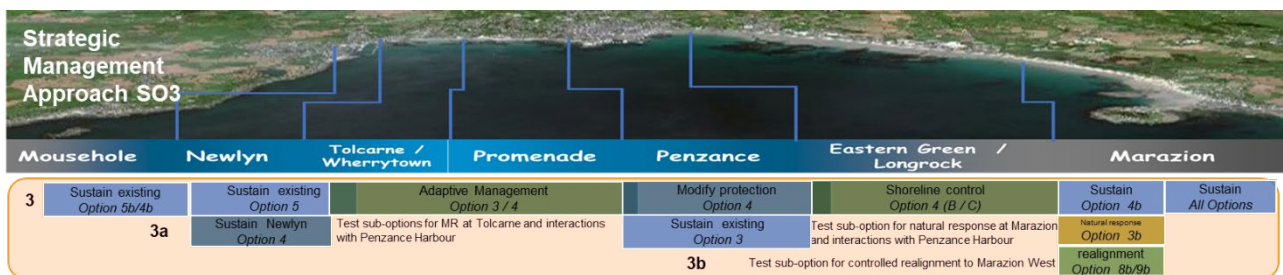 Strategic
Management
Approach SO3
Mousehole
Newlyn
Tolcarne /
Wherrytown
Promenade
Penzance
Eastern Green /
Longrock
Marazion
3
Sustain existing
Option 5b/4b
Sustain existing
Option 5
Adaptive Management
Option 3 / 4
Modify protection
Option 4
Shoreline control
Option 4 (B / C)
Sustain
Option 4b
Sustain
All Options
3a
Sustain Newlyn
Option 4
Test sub-options for MR at Tolcarne and interactions
with Penzance Harbour
Sustain existing
Option 3
Test sub-option for natural response at Marazion
and interactions with Penzance Harbour
Natural response
Option 3b
3b
Test sub-option for controlled realignment to Marazion West
realignment
Option 8b/9b